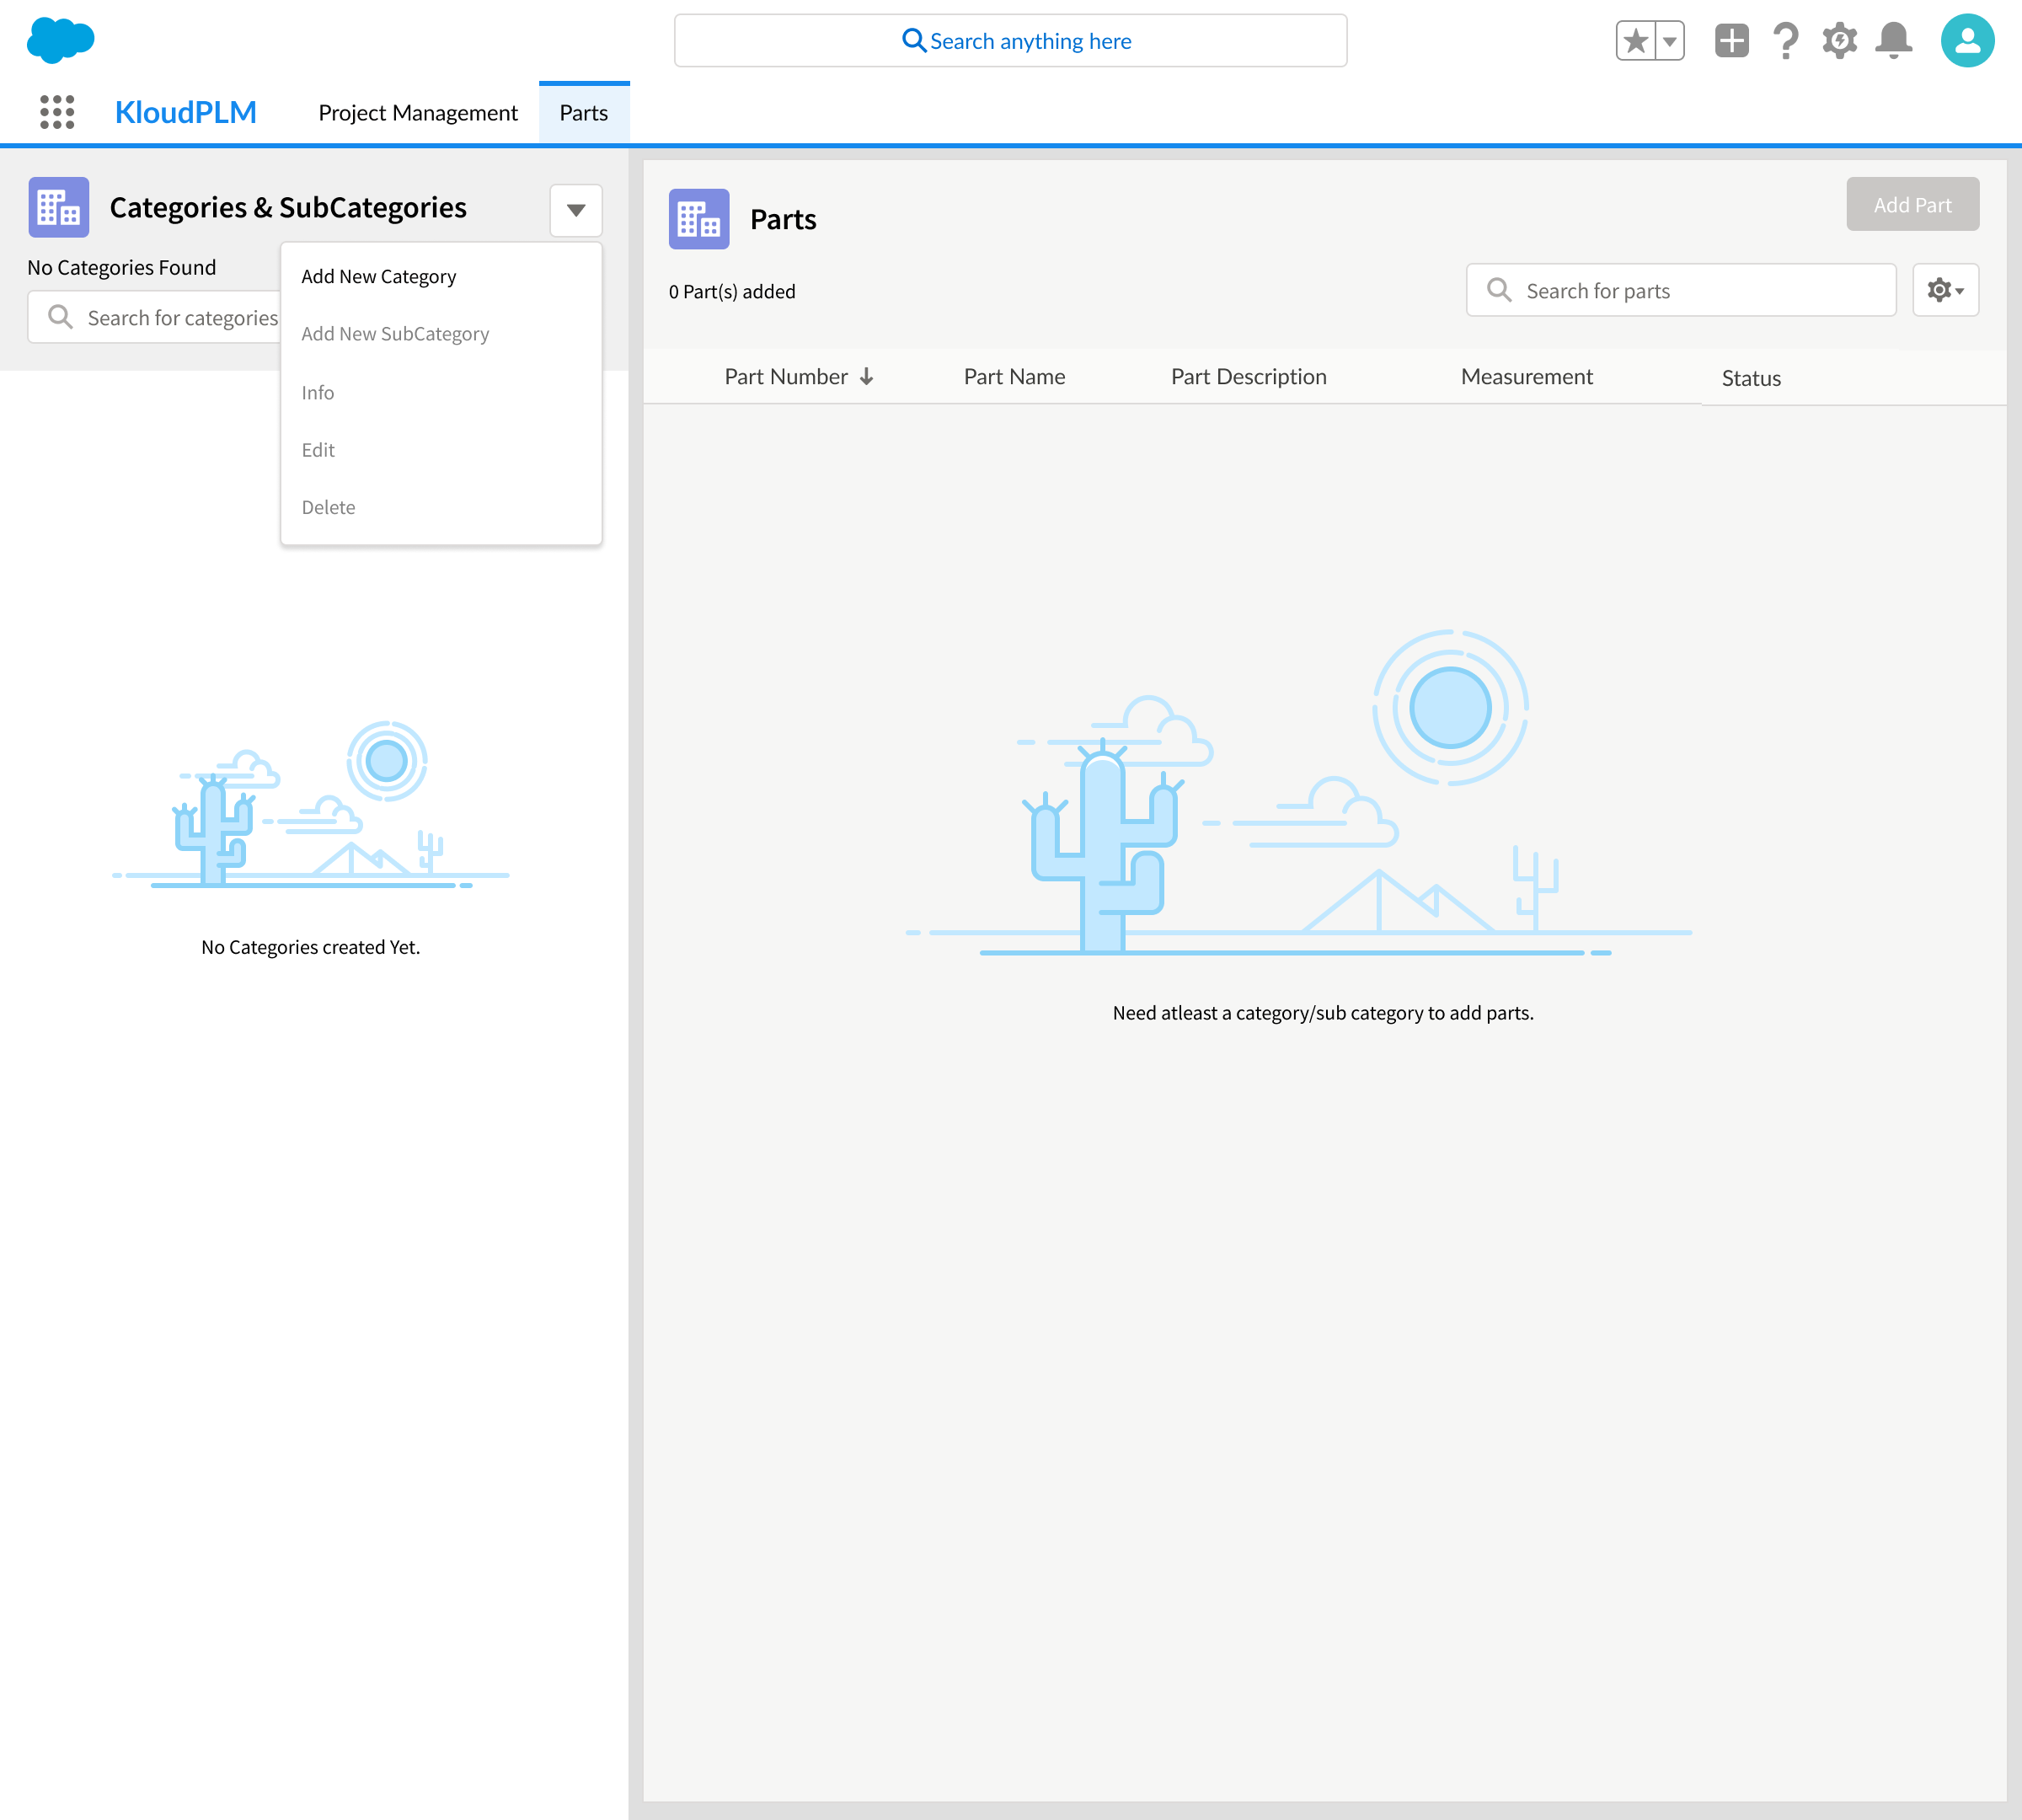 Search anything here
KloudPLM
Project Management
Parts
Categories & SubCategories
No Categories Found
Search for categories
Add New Category
Add New SubCategory
Info
Edit
Delete
No Categories created Yet.
Parts
Add Part
0 Part(s) added
Search for parts
Part Number
Part Name
Part Description
Measurement
Status
Need atleast a category/sub category to add parts.